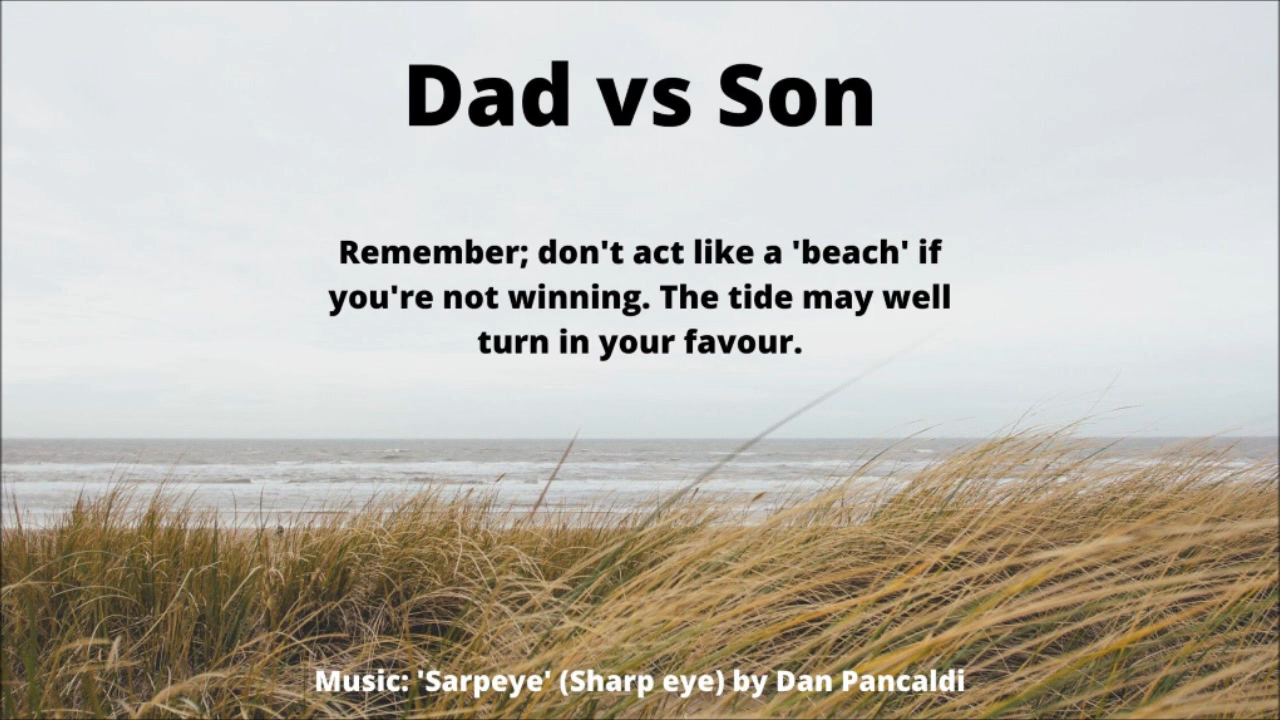 Dad vs Son
Remember; don't act like a 'beach' if
you're not winning. The tide may well
turn in your favour.
Music: 'Sarpeye' (Sharp eye) by Dan Pancaldi